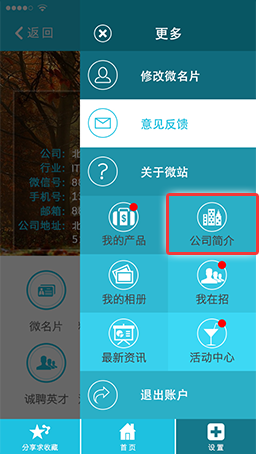 返回
更多
修改微名片
意见反馈
关于微站
我的产品
公司简介
我的相册
我在招
最新资讯
活动中心
退出账户
公司：北
行业：IT
微信号：8
手机号：1
邮箱：8
公司地址：北
5
微名片
诚聘英才
分享求收藏
首页
设置